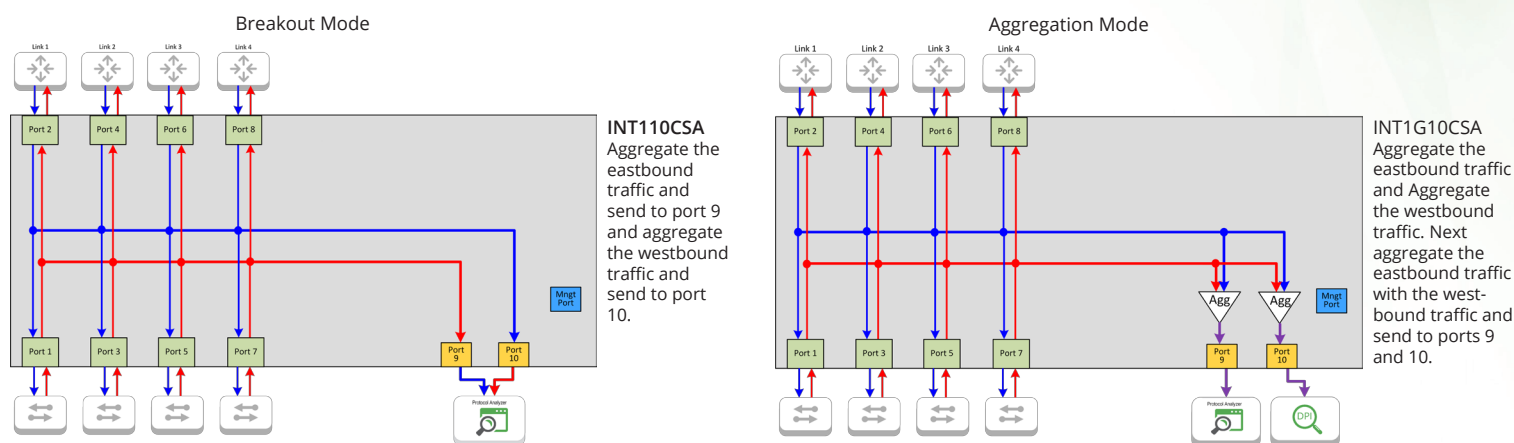 Breakout Mode
Link 1
Link 2
Link 3
Link 4
Port 2
Port 4
Port 6
Port 8
INT110CSA
Aggregate the
eastbound
traffic and
send to port 9
and aggregate
the westbound
traffic and
send to port
10.
Mngt
Port
Port 1
Port 3
Port 5
Port 7
Port
9
Port
10
Protocol Analyzer
Aggregation Mode
Link 1
Link 2
Link 3
Link 4
Port 2
Port 4
Port 6
Port 8
INT1G10CSA
Aggregate the
eastbound traffic
and Aggregate
the westbound
traffic. Next
aggregate the
eastbound traffic
with the west-
bound traffic and
send to ports 9
and 10.
Agg
Agg
Mngt
Port
Port 1
Port 3
Port 5
Port 7
Port
9
Port
10
Protocol Analyzer
DPI